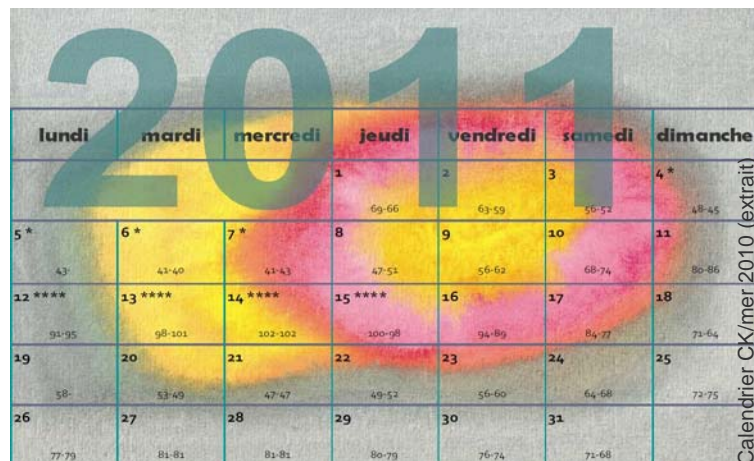 2011
lundi mardi mercredi jeudi vendredi samedi dimanche
1 2 3 4 *
69-66 63-59 56-52 48-45
5 * 6 * 7 * 8 9 10 11
43- 41-40 41-43 47-51 56-62 68-74 80-86
12 **** 13 **** 14 **** 15 **** 16 17 18
91-95 98-101 102-102 100-98 94-89 84-77 71-64
19 20 21 22 23 24 25
58- 53-49 47-47 49-52 56-60 64-68 72-75
26 27 28 29 30 31
77-79 81-81 81-81 80-79 76-74 71-68
Calendrier CK/mer 2010 (extrait)